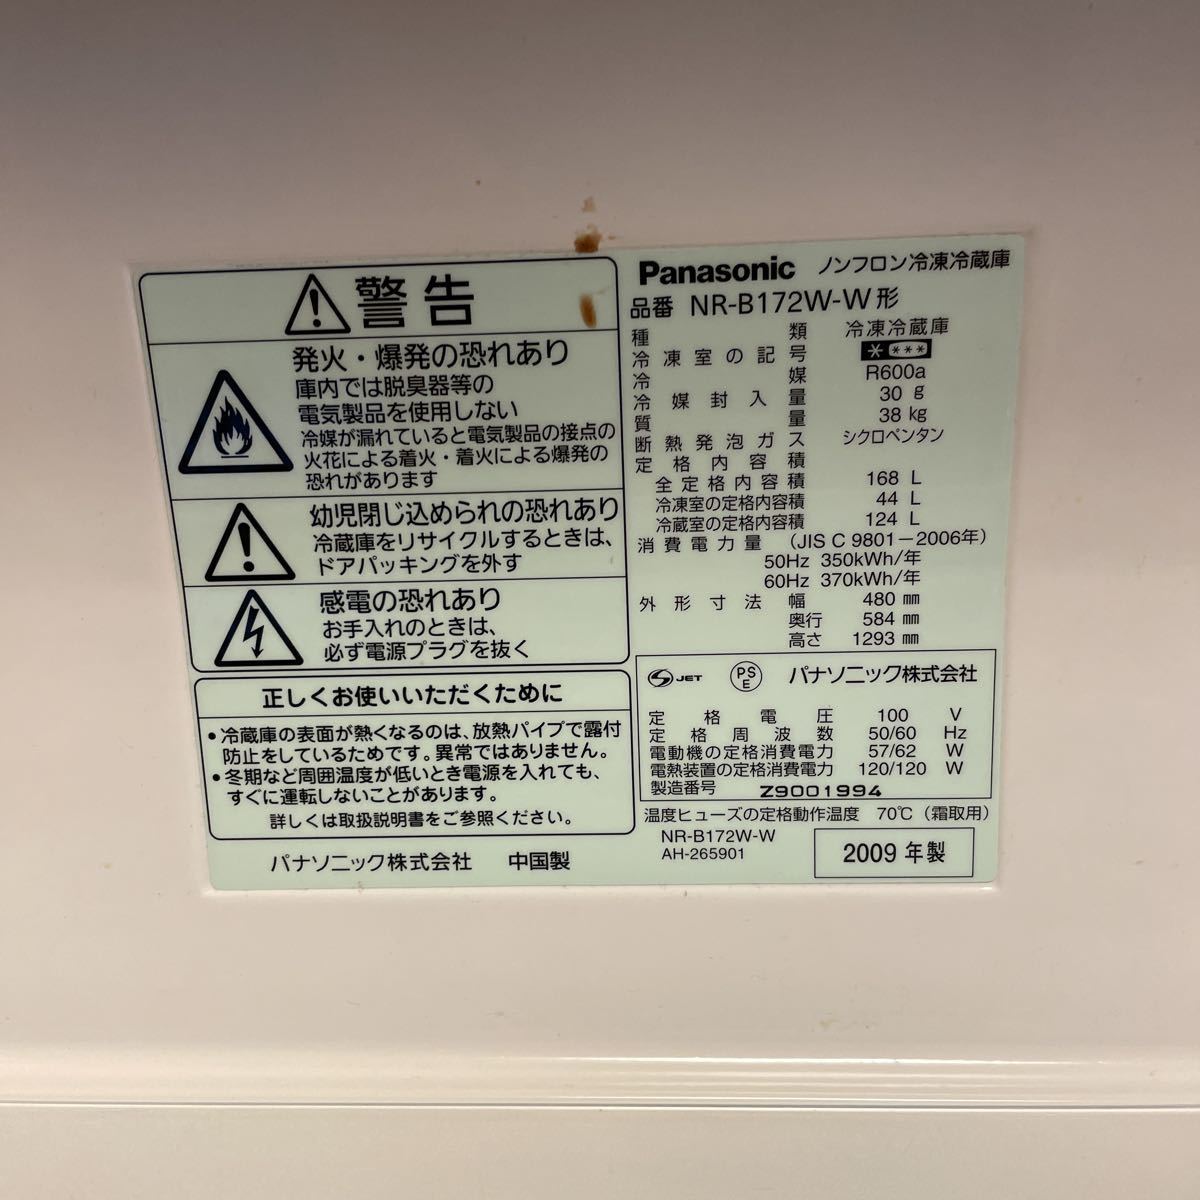 警告
発火・爆発の恐れあり
庫内では脱臭器等の
電気製品を使用しない
冷媒が漏れていると電気製品の接点の
火花による着火・着火による爆発の
恐れがあります
幼児閉じ込められの恐れあり
冷蔵庫をリサイクルするときは、
ドアパッキングを外す
感電の恐れあり
お手入れのときは、
必ず電源プラグを抜く
正しくお使いいただくために
•冷蔵庫の表面が熱くなるのは、放熱パイプで露付
防止をしているためです。異常ではありません。
•冬期など周囲温度が低いとき電源を入れても、
すぐに運転しないことがあります。
詳しくは取扱説明書をご参照ください。
パナソニック株式会社 中国製
Panasonic ノンフロン冷凍冷蔵庫
品番 NR-B172W-W形
種類 冷凍冷蔵庫
冷凍室の記号 * ***
冷媒 R600a
冷媒封入量 30 g
質量 38 kg
断熱発泡ガス シクロペンタン
定格内容積
全定格内容積 168 L
冷凍室の定格内容積 44 L
冷蔵室の定格内容積 124 L
消費電力量 (JIS C 9801-2006年)
50Hz 350kWh/年
60Hz 370kWh/年
外形寸法 幅 480 mm
奥行 584 mm
高さ 1293 mm
S JET PSE パナソニック株式会社
定格電圧 100 V
定格周波数 50/60 Hz
電動機の定格消費電力 57/62 W
電熱装置の定格消費電力 120/120 W
製造番号 Z9001994
温度ヒューズの定格動作温度 70℃ (霜取用)
NR-B172W-W
AH-265901
2009 年製